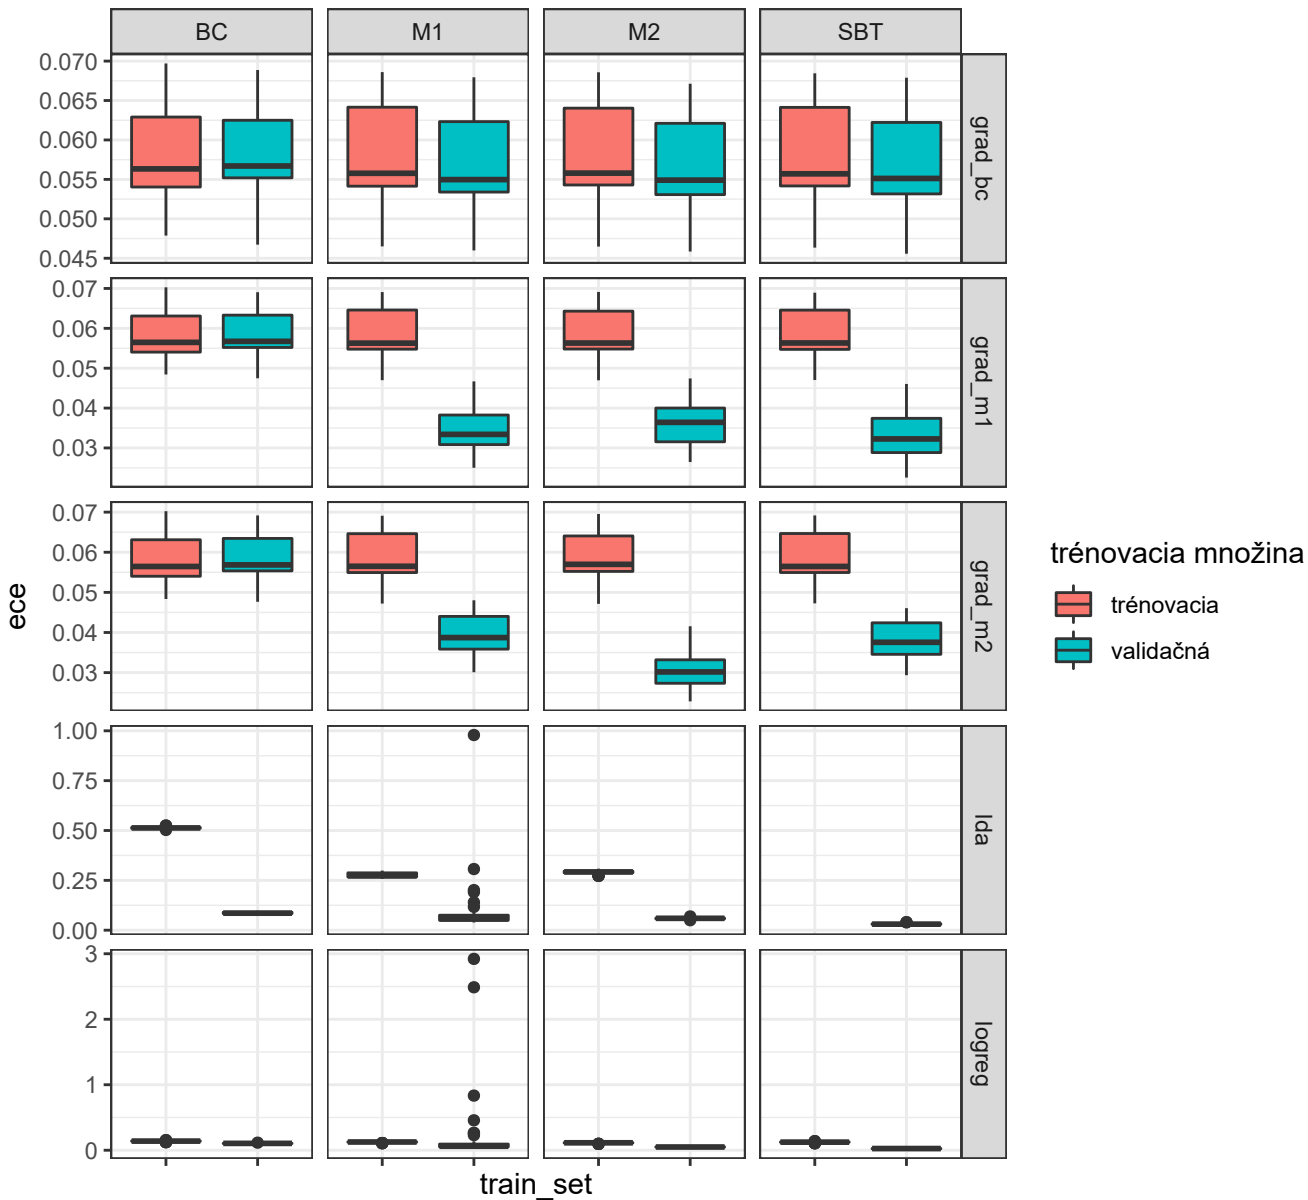 BC M1 M2 SBT
0.070
0.065
0.060
0.055
0.050
0.045
grad_bc
0.07
0.06
0.05
0.04
0.03
grad_m1
0.07
0.06
0.05
0.04
0.03
grad_m2
1.00
0.75
0.50
0.25
0.00
lda
3
2
1
0
logreg
ece
train_set
trénovacia množina
trénovacia
validačná